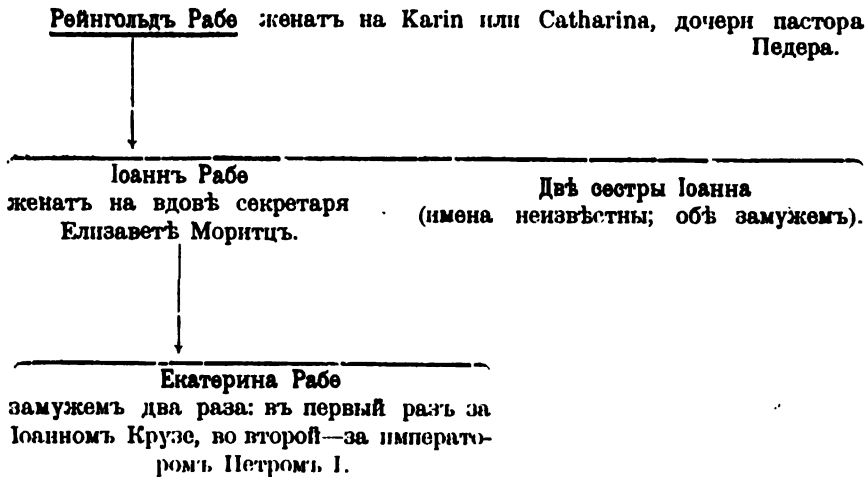 Рейнгольдъ Рабе женатъ на Karin или Catharina, дочери пастора
Педера.
Іоаннъ Рабе
женатъ на вдовѣ секретаря
Елизаветѣ Моритцъ.
Двѣ сестры Іоанна
(имена неизвѣстны; обѣ замужемъ).
Екатерина Рабе
замужемъ два раза: въ первый разъ за
Іоанномъ Крузе, во второй—за императо-
ромъ Петромъ I.